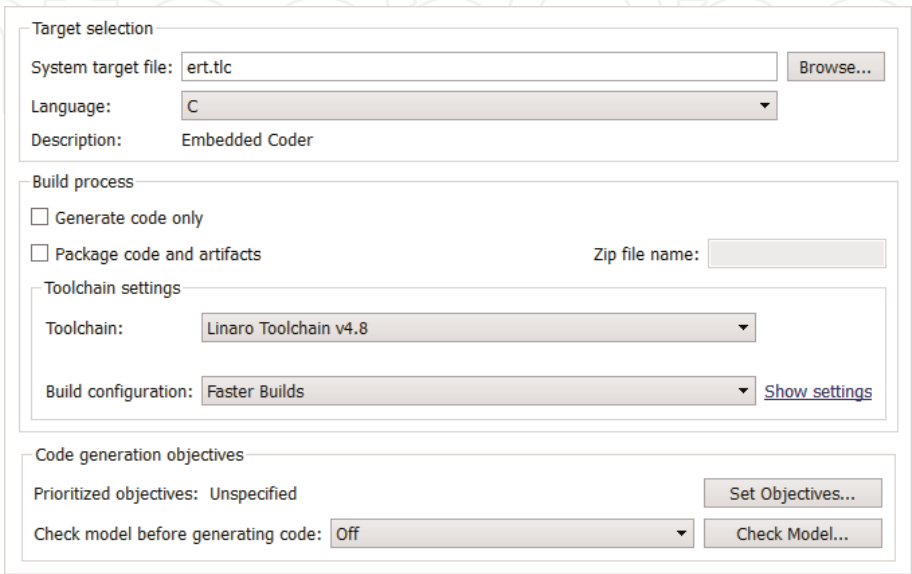 Target selection
System target file: ert.tlc Browse...
Language: C
Description: Embedded Coder
Build process
Generate code only
Package code and artifacts Zip file name:
Toolchain settings
Toolchain: Linaro Toolchain v4.8
Build configuration: Faster Builds Show settings
Code generation objectives
Prioritized objectives: Unspecified Set Objectives...
Check model before generating code: Off Check Model...